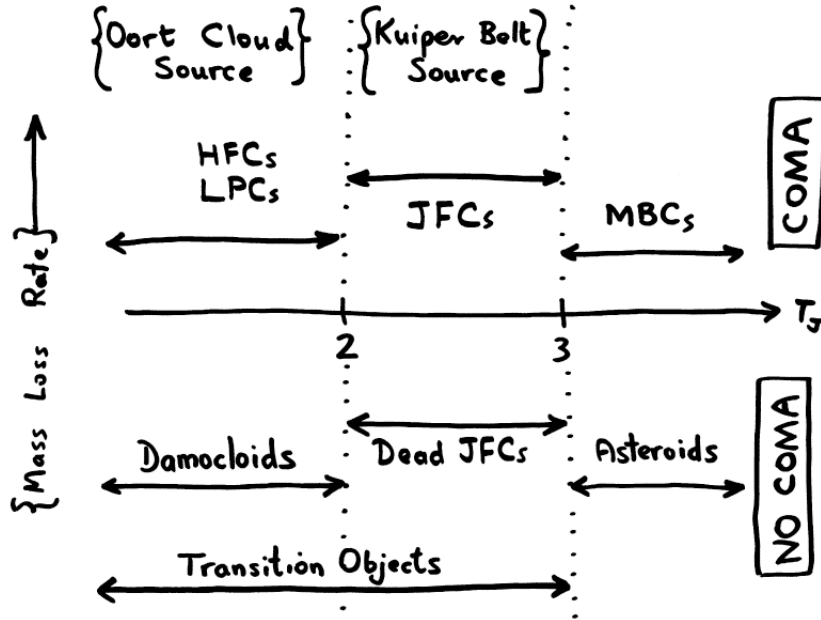 {Oort Cloud Source}
{Kuiper Belt Source}
HFCs
LPCs
JFCs
MBCs
COMA
{Mass Loss Rate}
2
3
T_J
Damocloids
Dead JFCs
Asteroids
NO COMA
Transition Objects